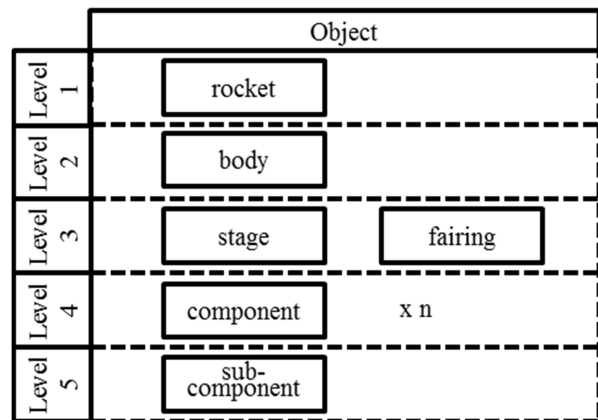 Object
Level
1
rocket
Level
2
body
Level
3
stage
fairing
Level
4
component
x n
Level
5
sub-
component